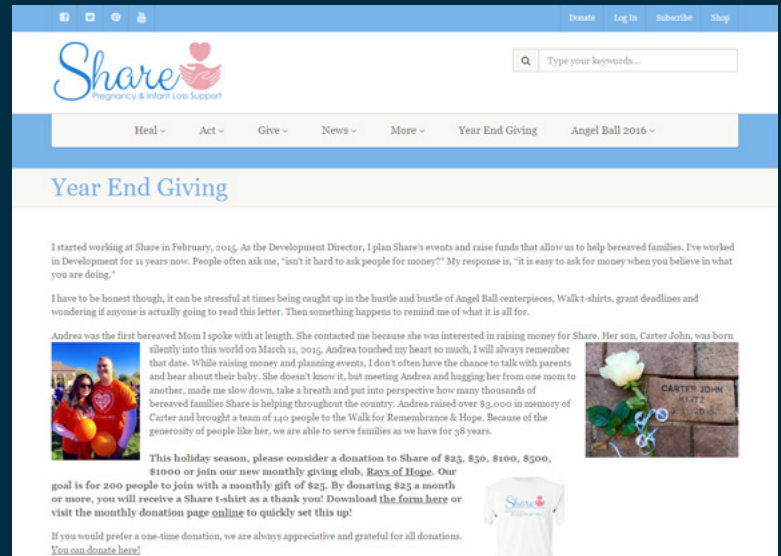 Donate Log In Subscribe Shop
Share
Pregnancy & Infant Loss Support
Type your keywords...
Heal Act Give News More Year End Giving Angel Ball 2016
Year End Giving
I started working at Share in February, 2015. As the Development Director, I plan Share's events and raise funds that allow us to help bereaved families. I've worked
in Development for 11 years now. People often ask me, "isn't it hard to ask people for money?" My response is, "it is easy to ask for money when you believe in what
you are doing."
I have to be honest though, it can be stressful at times being caught up in the hustle and bustle of Angel Ball centerpieces, Walk t-shirts, grant deadlines and
wondering if anyone is actually going to read this letter. Then something happens to remind me of what it is all for.
Andrea was the first bereaved Mom I spoke with at length. She contacted me because she was interested in raising money for Share. Her son, Carter John, was born
silently into this world on March 11, 2015. Andrea touched my heart so much, I will always remember
that date. While raising money and planning events, I don't often have the chance to talk with parents
and hear about their baby. She doesn't know it, but meeting Andrea and hugging her from one mom to
another, made me slow down, take a breath and put into perspective how many thousands of
bereaved families Share is helping throughout the country. Andrea raised over $3,000 in memory of
Carter and brought a team of 140 people to the Walk for Remembrance & Hope. Because of the
generosity of people like her, we are able to serve families as we have for 38 years.
CARTER JOHN
This holiday season, please consider a donation to Share of $25, $50, $100, $500,
$1000 or join our new monthly giving club, Rays of Hope. Our
goal is for 200 people to join with a monthly gift of $25. By donating $25 a month
or more, you will receive a Share t-shirt as a thank you! Download the form here or
visit the monthly donation page online to quickly set this up!
Share
If you would prefer a one-time donation, we are always appreciative and grateful for all donations.
You can donate here!